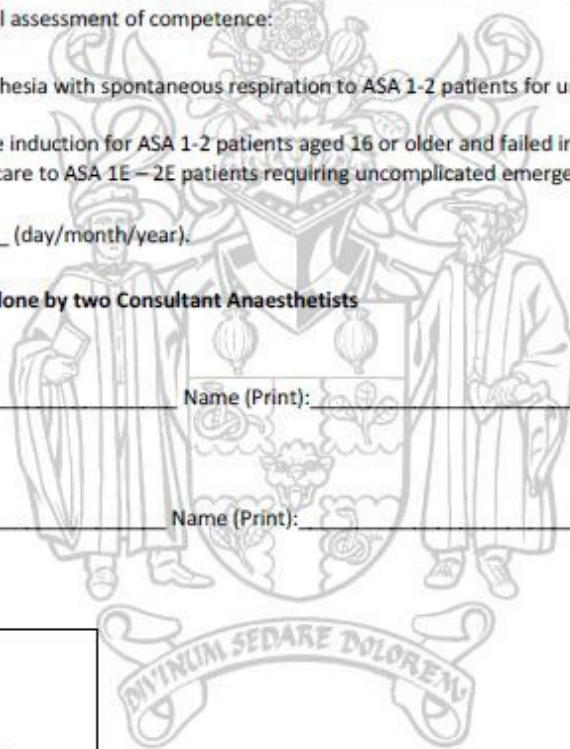 l assessment of competence:
hesia with spontaneous respiration to ASA 1-2 patients for u
e induction for ASA 1-2 patients aged 16 or older and failed in
care to ASA 1E – 2E patients requiring uncomplicated emerge
_ (day/month/year).
lone by two Consultant Anaesthetists
Name (Print):
Name (Print):
DIVINUM SEDARE DOLOREM